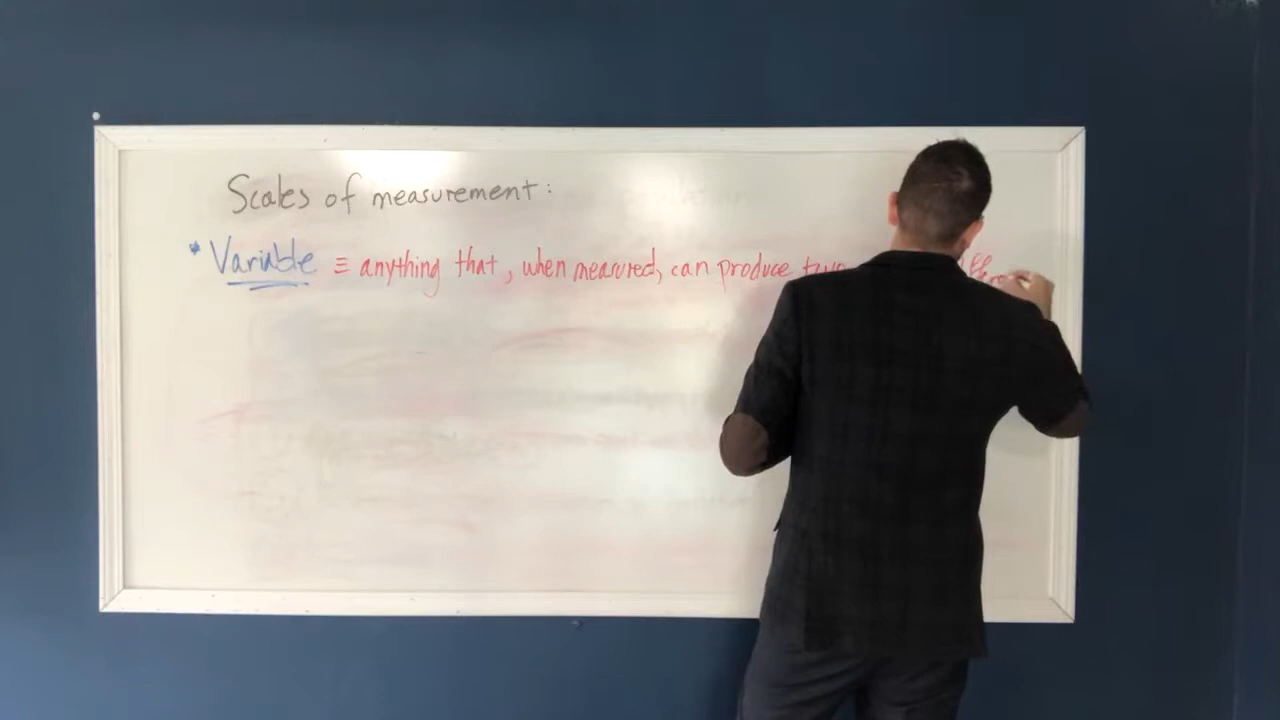 Scales of measurement:
* Variable ≡ anything that, when measured, can produce two